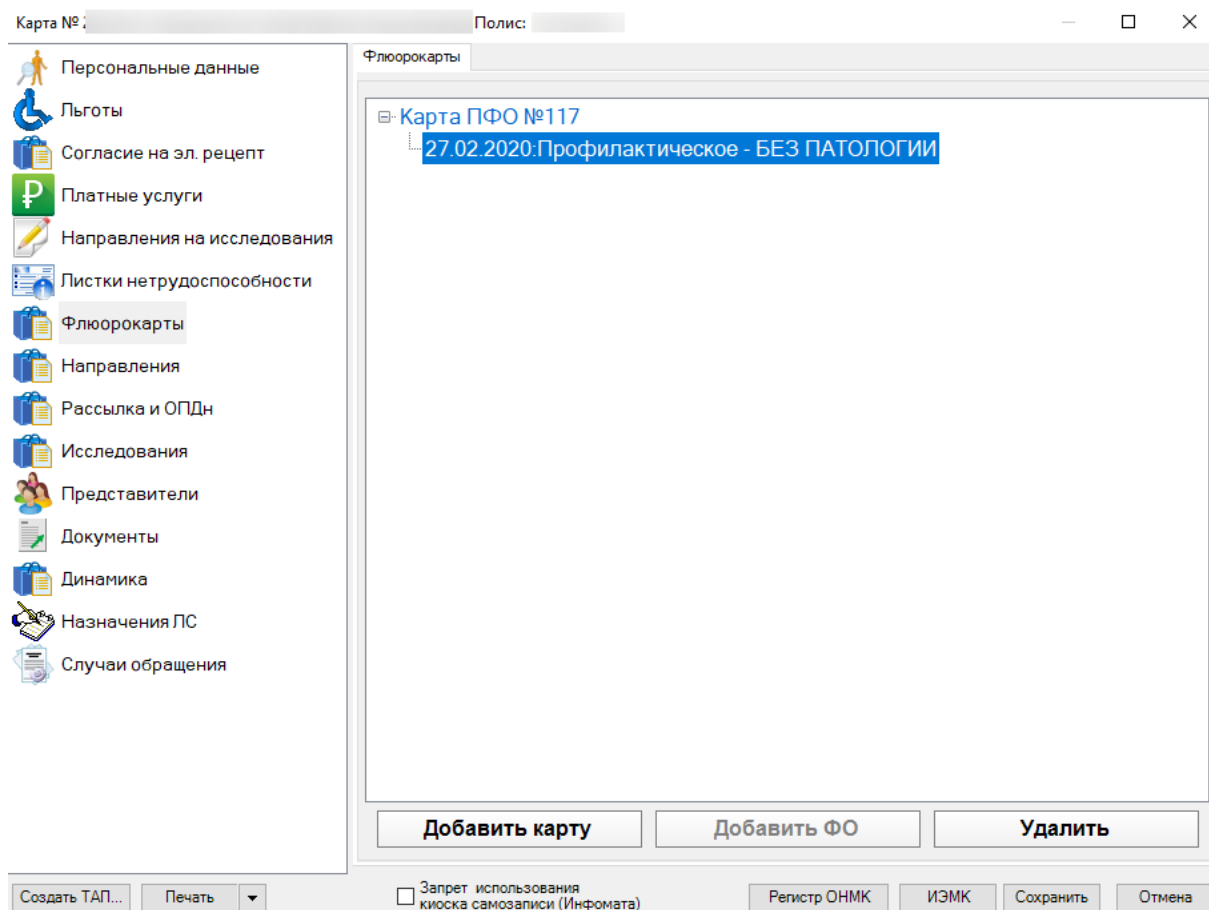 Карта №
Полис:
Персональные данные
Льготы
Согласие на эл. рецепт
Платные услуги
Направления на исследования
Листки нетрудоспособности
Флюорокарты
Направления
Рассылка и ОПДн
Исследования
Представители
Документы
Динамика
Назначения ЛС
Случаи обращения
Флюорокарты
Карта ПФО №117
27.02.2020:Профилактическое - БЕЗ ПАТОЛОГИИ
Добавить карту
Добавить ФО
Удалить
Создать ТАП...
Печать
Запрет использования
киоска самозаписи (Инфомата)
Регистр ОНМК
ИЭМК
Сохранить
Отмена